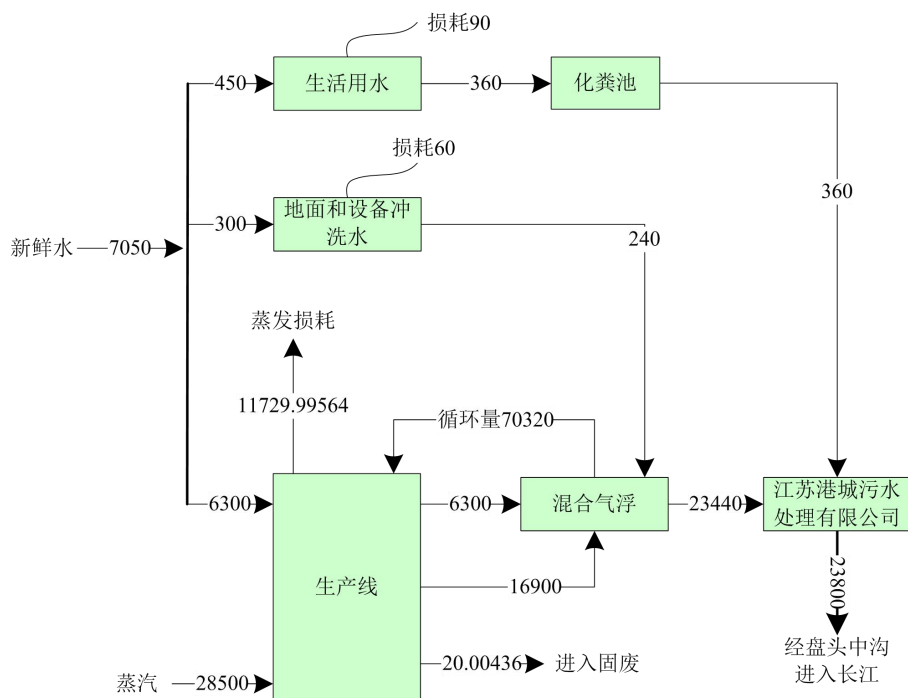 损耗90
450
生活用水
360
化粪池
损耗60
360
300
地面和设备冲
洗水
240
新鲜水
7050
蒸发损耗
11729.99564
循环量70320
6300
6300
混合气浮
23440
江苏港城污水
处理有限公司
生产线
16900
23800
20.00436
进入固废
经盘头中沟
进入长江
蒸汽
28500